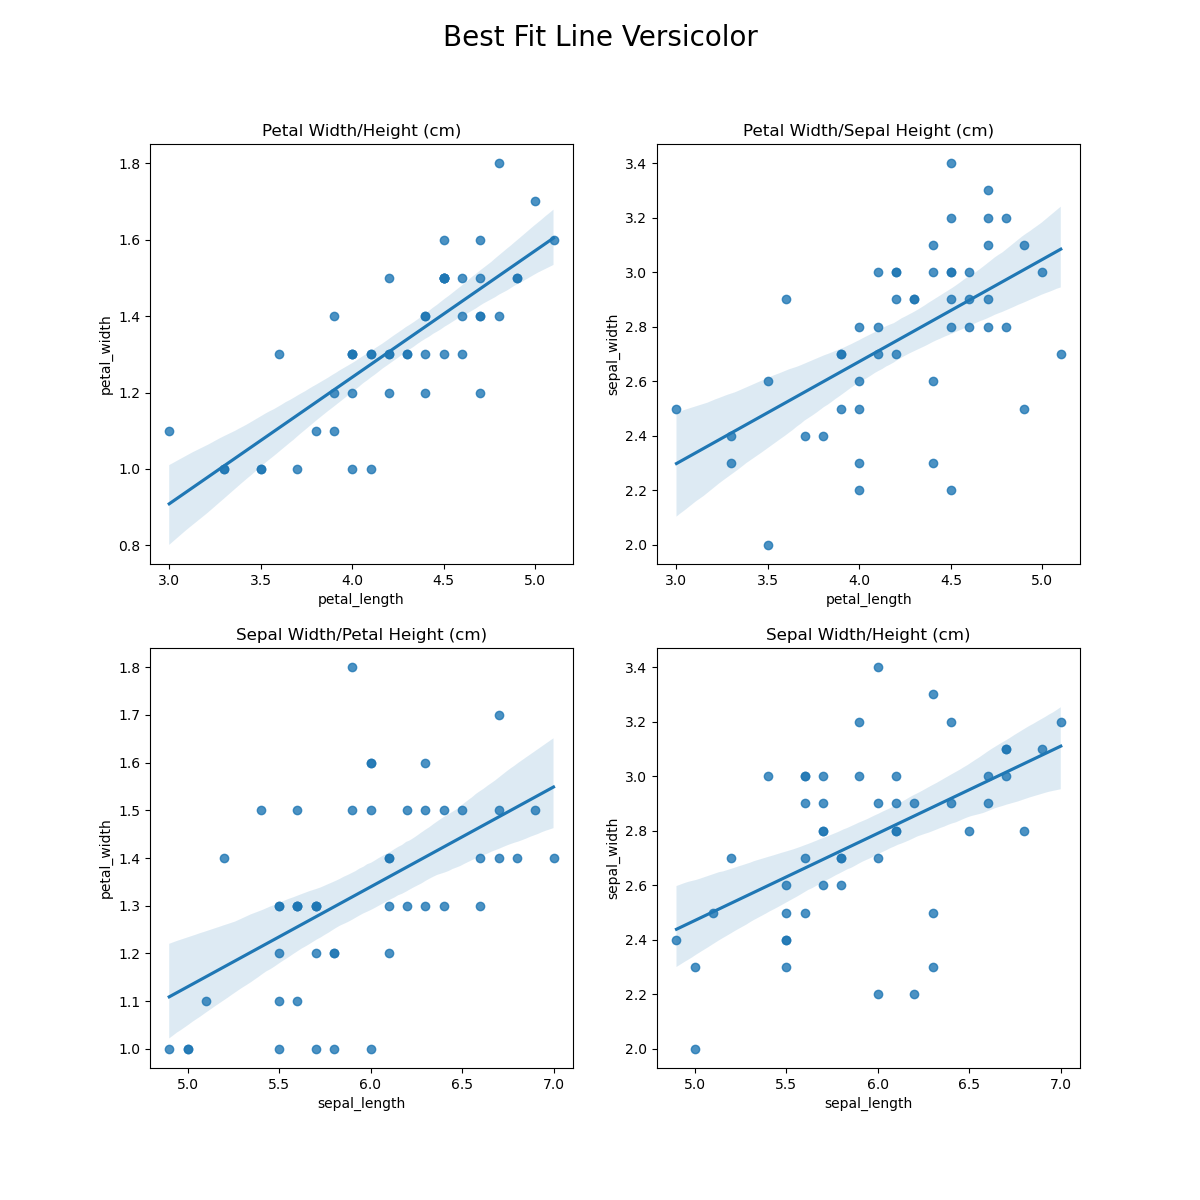 Best Fit Line Versicolor
Petal Width/Height (cm)
petal_width
1.8
1.6
1.4
1.2
1.0
0.8
3.0 3.5 4.0 4.5 5.0
petal_length
Petal Width/Sepal Height (cm)
sepal_width
3.4
3.2
3.0
2.8
2.6
2.4
2.2
2.0
3.0 3.5 4.0 4.5 5.0
petal_length
Sepal Width/Petal Height (cm)
petal_width
1.8
1.7
1.6
1.5
1.4
1.3
1.2
1.1
1.0
5.0 5.5 6.0 6.5 7.0
sepal_length
Sepal Width/Height (cm)
sepal_width
3.4
3.2
3.0
2.8
2.6
2.4
2.2
2.0
5.0 5.5 6.0 6.5 7.0
sepal_length